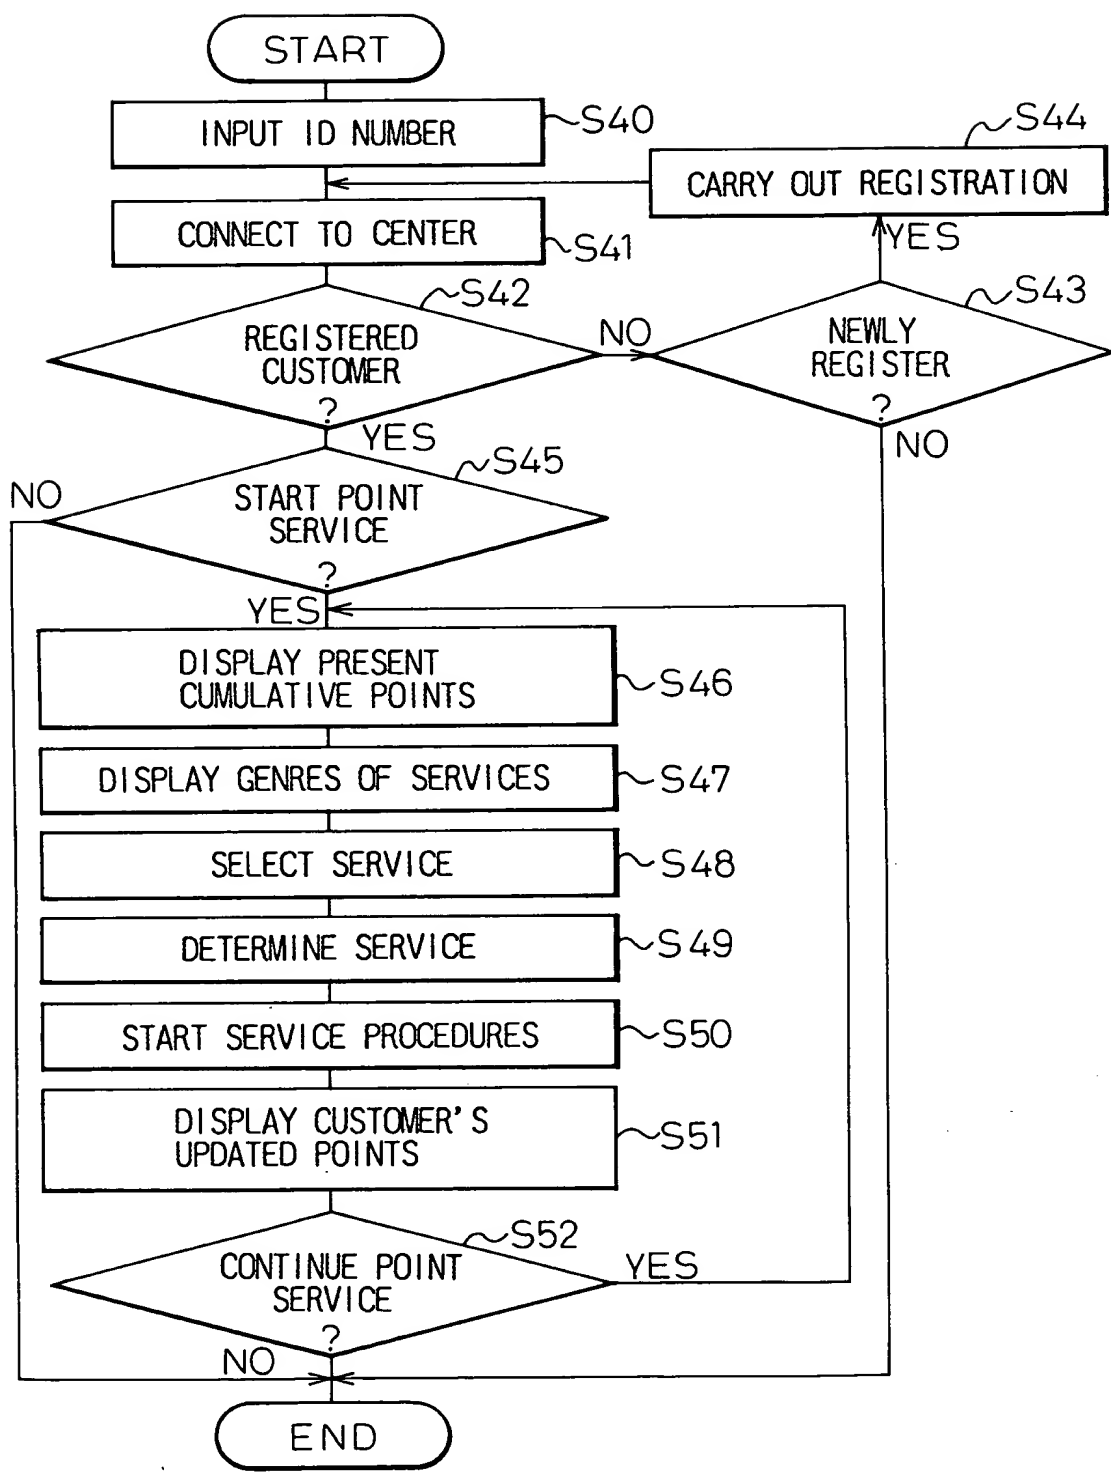 START
INPUT ID NUMBER
S40
S44
CARRY OUT REGISTRATION
CONNECT TO CENTER
S41
YES
S42
S43
REGISTERED
CUSTOMER
?
NO
NEWLY
REGISTER
?
YES
NO
S45
NO
START POINT
SERVICE
?
YES
DISPLAY PRESENT
CUMULATIVE POINTS
S46
DISPLAY GENRES OF SERVICES
S47
SELECT SERVICE
S48
DETERMINE SERVICE
S49
START SERVICE PROCEDURES
S50
DISPLAY CUSTOMER'S
UPDATED POINTS
S51
S52
CONTINUE POINT
SERVICE
?
YES
NO
END